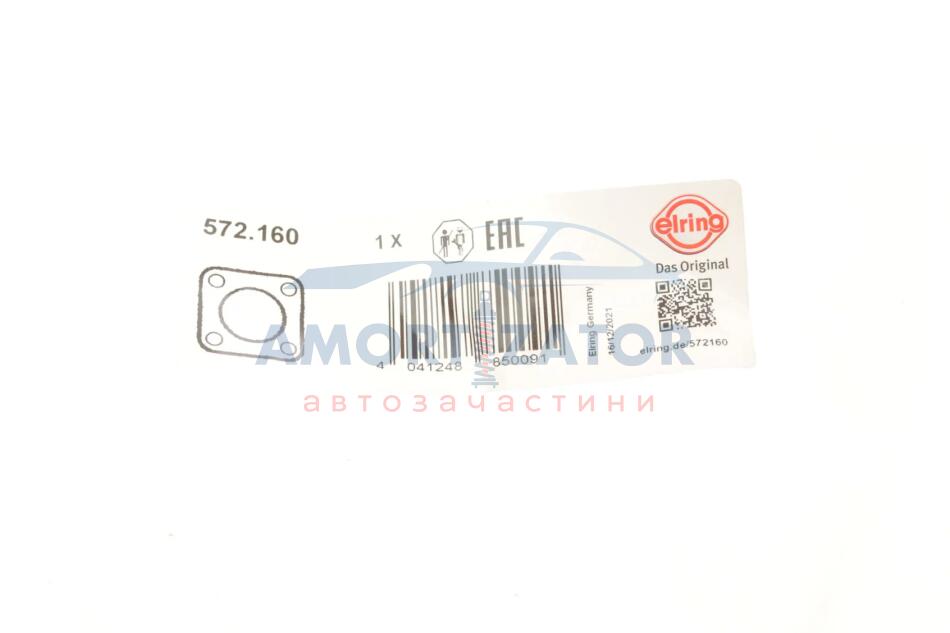 572.160
1 X
EAC
elring
Das Original
Elring Germany
16/12/2021
elring.de/572160
4 041248 850091
AMORTIZATOR
автозачастини